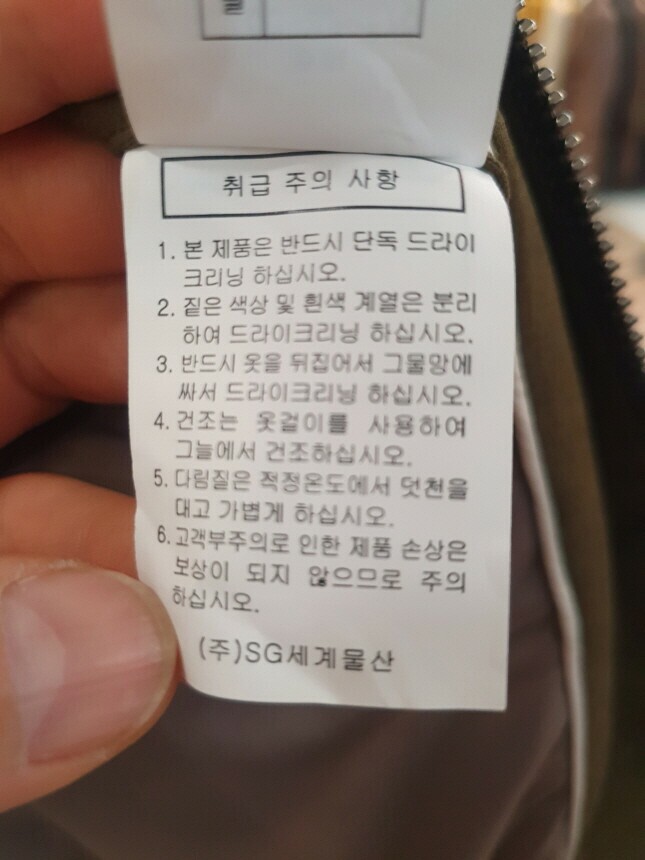 취급 주의 사항
1. 본 제품은 반드시 단독 드라이
크리닝 하십시오.
2. 짙은 색상 및 흰색 계열은 분리
하여 드라이크리닝 하십시오.
3. 반드시 옷을 뒤집어서 그물망에
싸서 드라이크리닝 하십시오.
4. 건조는 옷걸이를 사용하여
그늘에서 건조하십시오.
5. 다림질은 적정온도에서 덧천을
대고 가볍게 하십시오.
6. 고객부주의로 인한 제품 손상은
보상이 되지 않으므로 주의
하십시오.
(주)SG세계물산